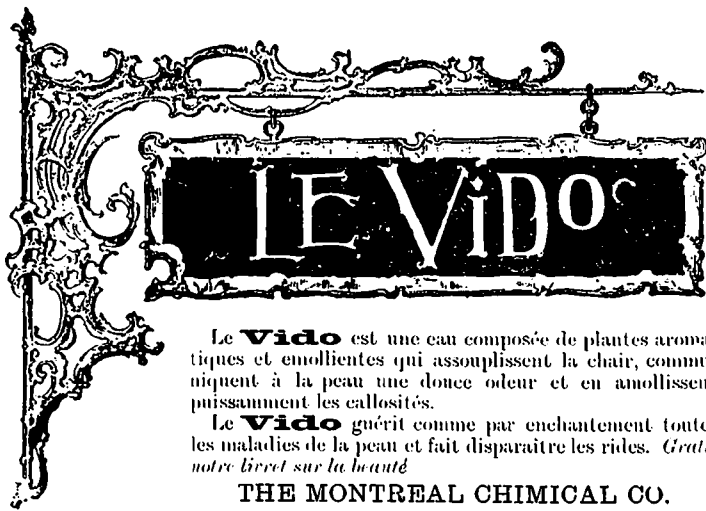 LE VIDO
Le Vido est une eau composée de plantes aroma
tiques et emollientes qui assouplissent la chair, commu
niquent à la peau une douce odeur et en amollissen
puissamment les callosités.
Le Vido guérit comme par enchantement toute
les maladies de la peau et fait disparaître les rides. Grat
notre livret sur la beauté
THE MONTREAL CHIMICAL CO.